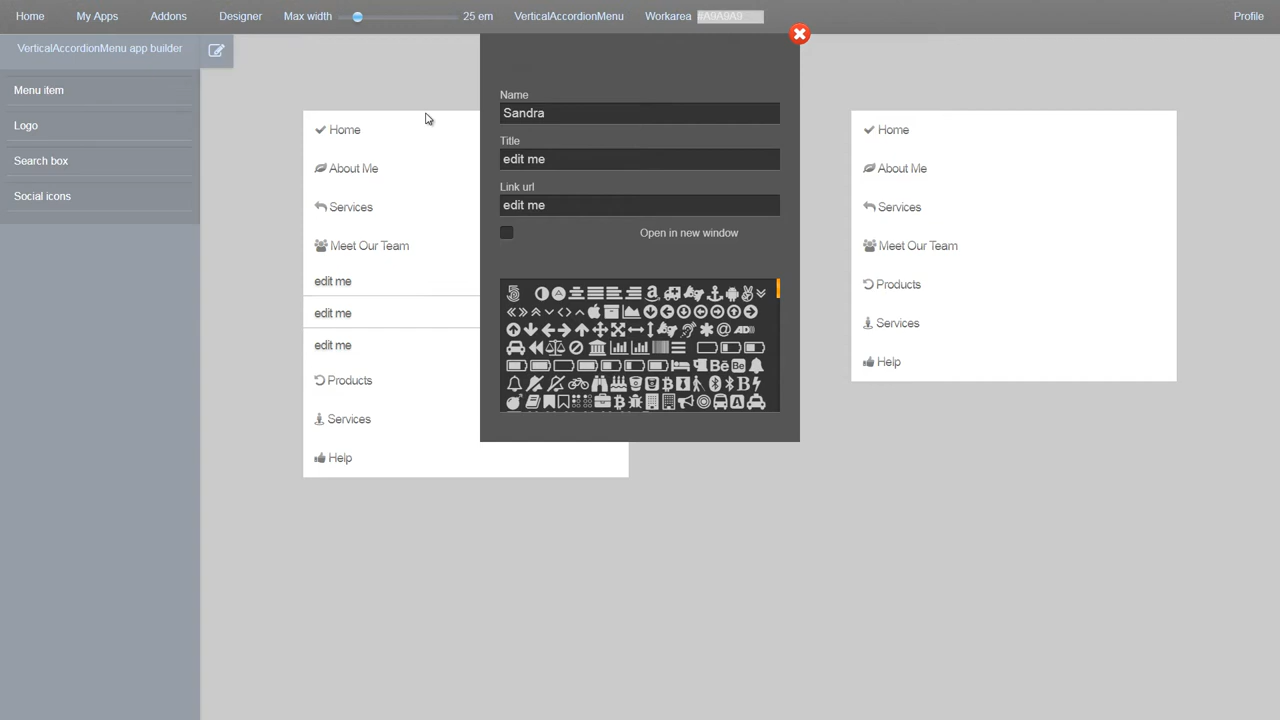 Home My Apps Addons Designer Max width 25 em VerticalAccordionMenu Workarea #A9A9A9 Profile
VerticalAccordionMenu app builder
Menu item
Logo
Search box
Social icons
Home
About Me
Services
Meet Our Team
edit me
edit me
edit me
Products
Services
Help
Name
Sandra
Title
edit me
Link url
edit me
Open in new window
Home
About Me
Services
Meet Our Team
Products
Services
Help